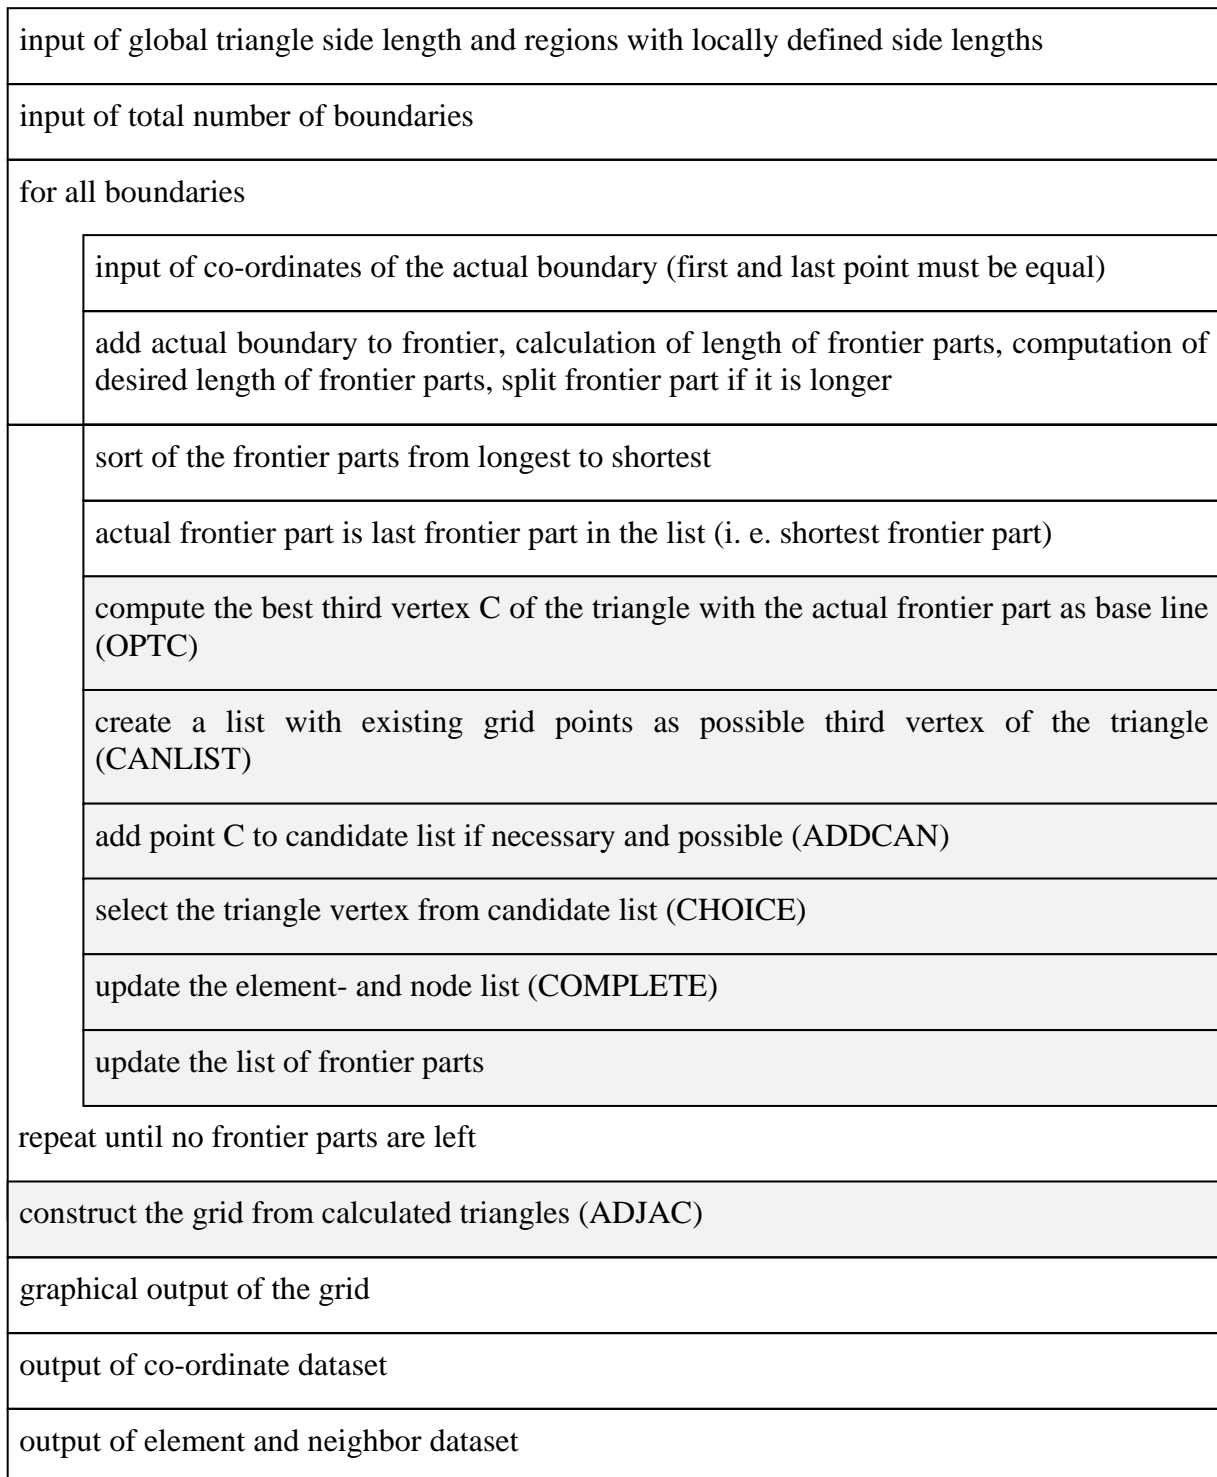 input of global triangle side length and regions with locally defined side lengths
input of total number of boundaries
for all boundaries
input of co-ordinates of the actual boundary (first and last point must be equal)
add actual boundary to frontier, calculation of length of frontier parts, computation of
desired length of frontier parts, split frontier part if it is longer
sort of the frontier parts from longest to shortest
actual frontier part is last frontier part in the list (i. e. shortest frontier part)
compute the best third vertex C of the triangle with the actual frontier part as base line
(OPTC)
create a list with existing grid points as possible third vertex of the triangle
(CANLIST)
add point C to candidate list if necessary and possible (ADDCAN)
select the triangle vertex from candidate list (CHOICE)
update the element- and node list (COMPLETE)
update the list of frontier parts
repeat until no frontier parts are left
construct the grid from calculated triangles (ADJAC)
graphical output of the grid
output of co-ordinate dataset
output of element and neighbor dataset